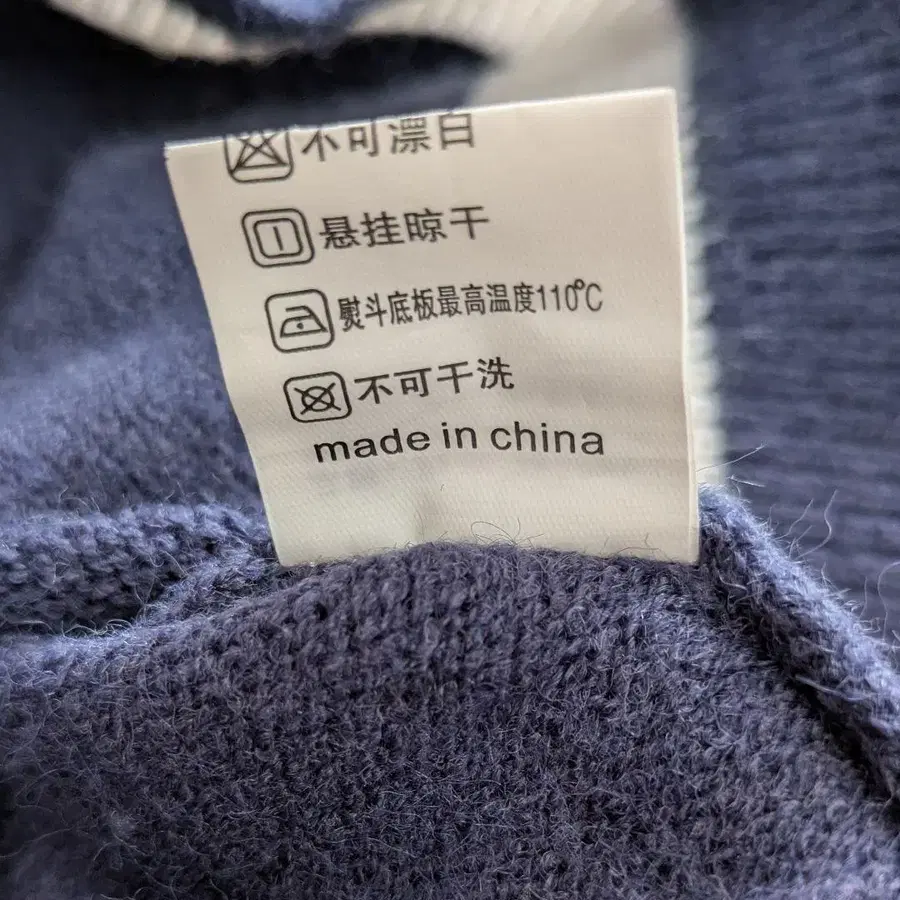 不可漂白
悬挂晾干
熨斗底板最高温度110℃
不可干洗
made in china